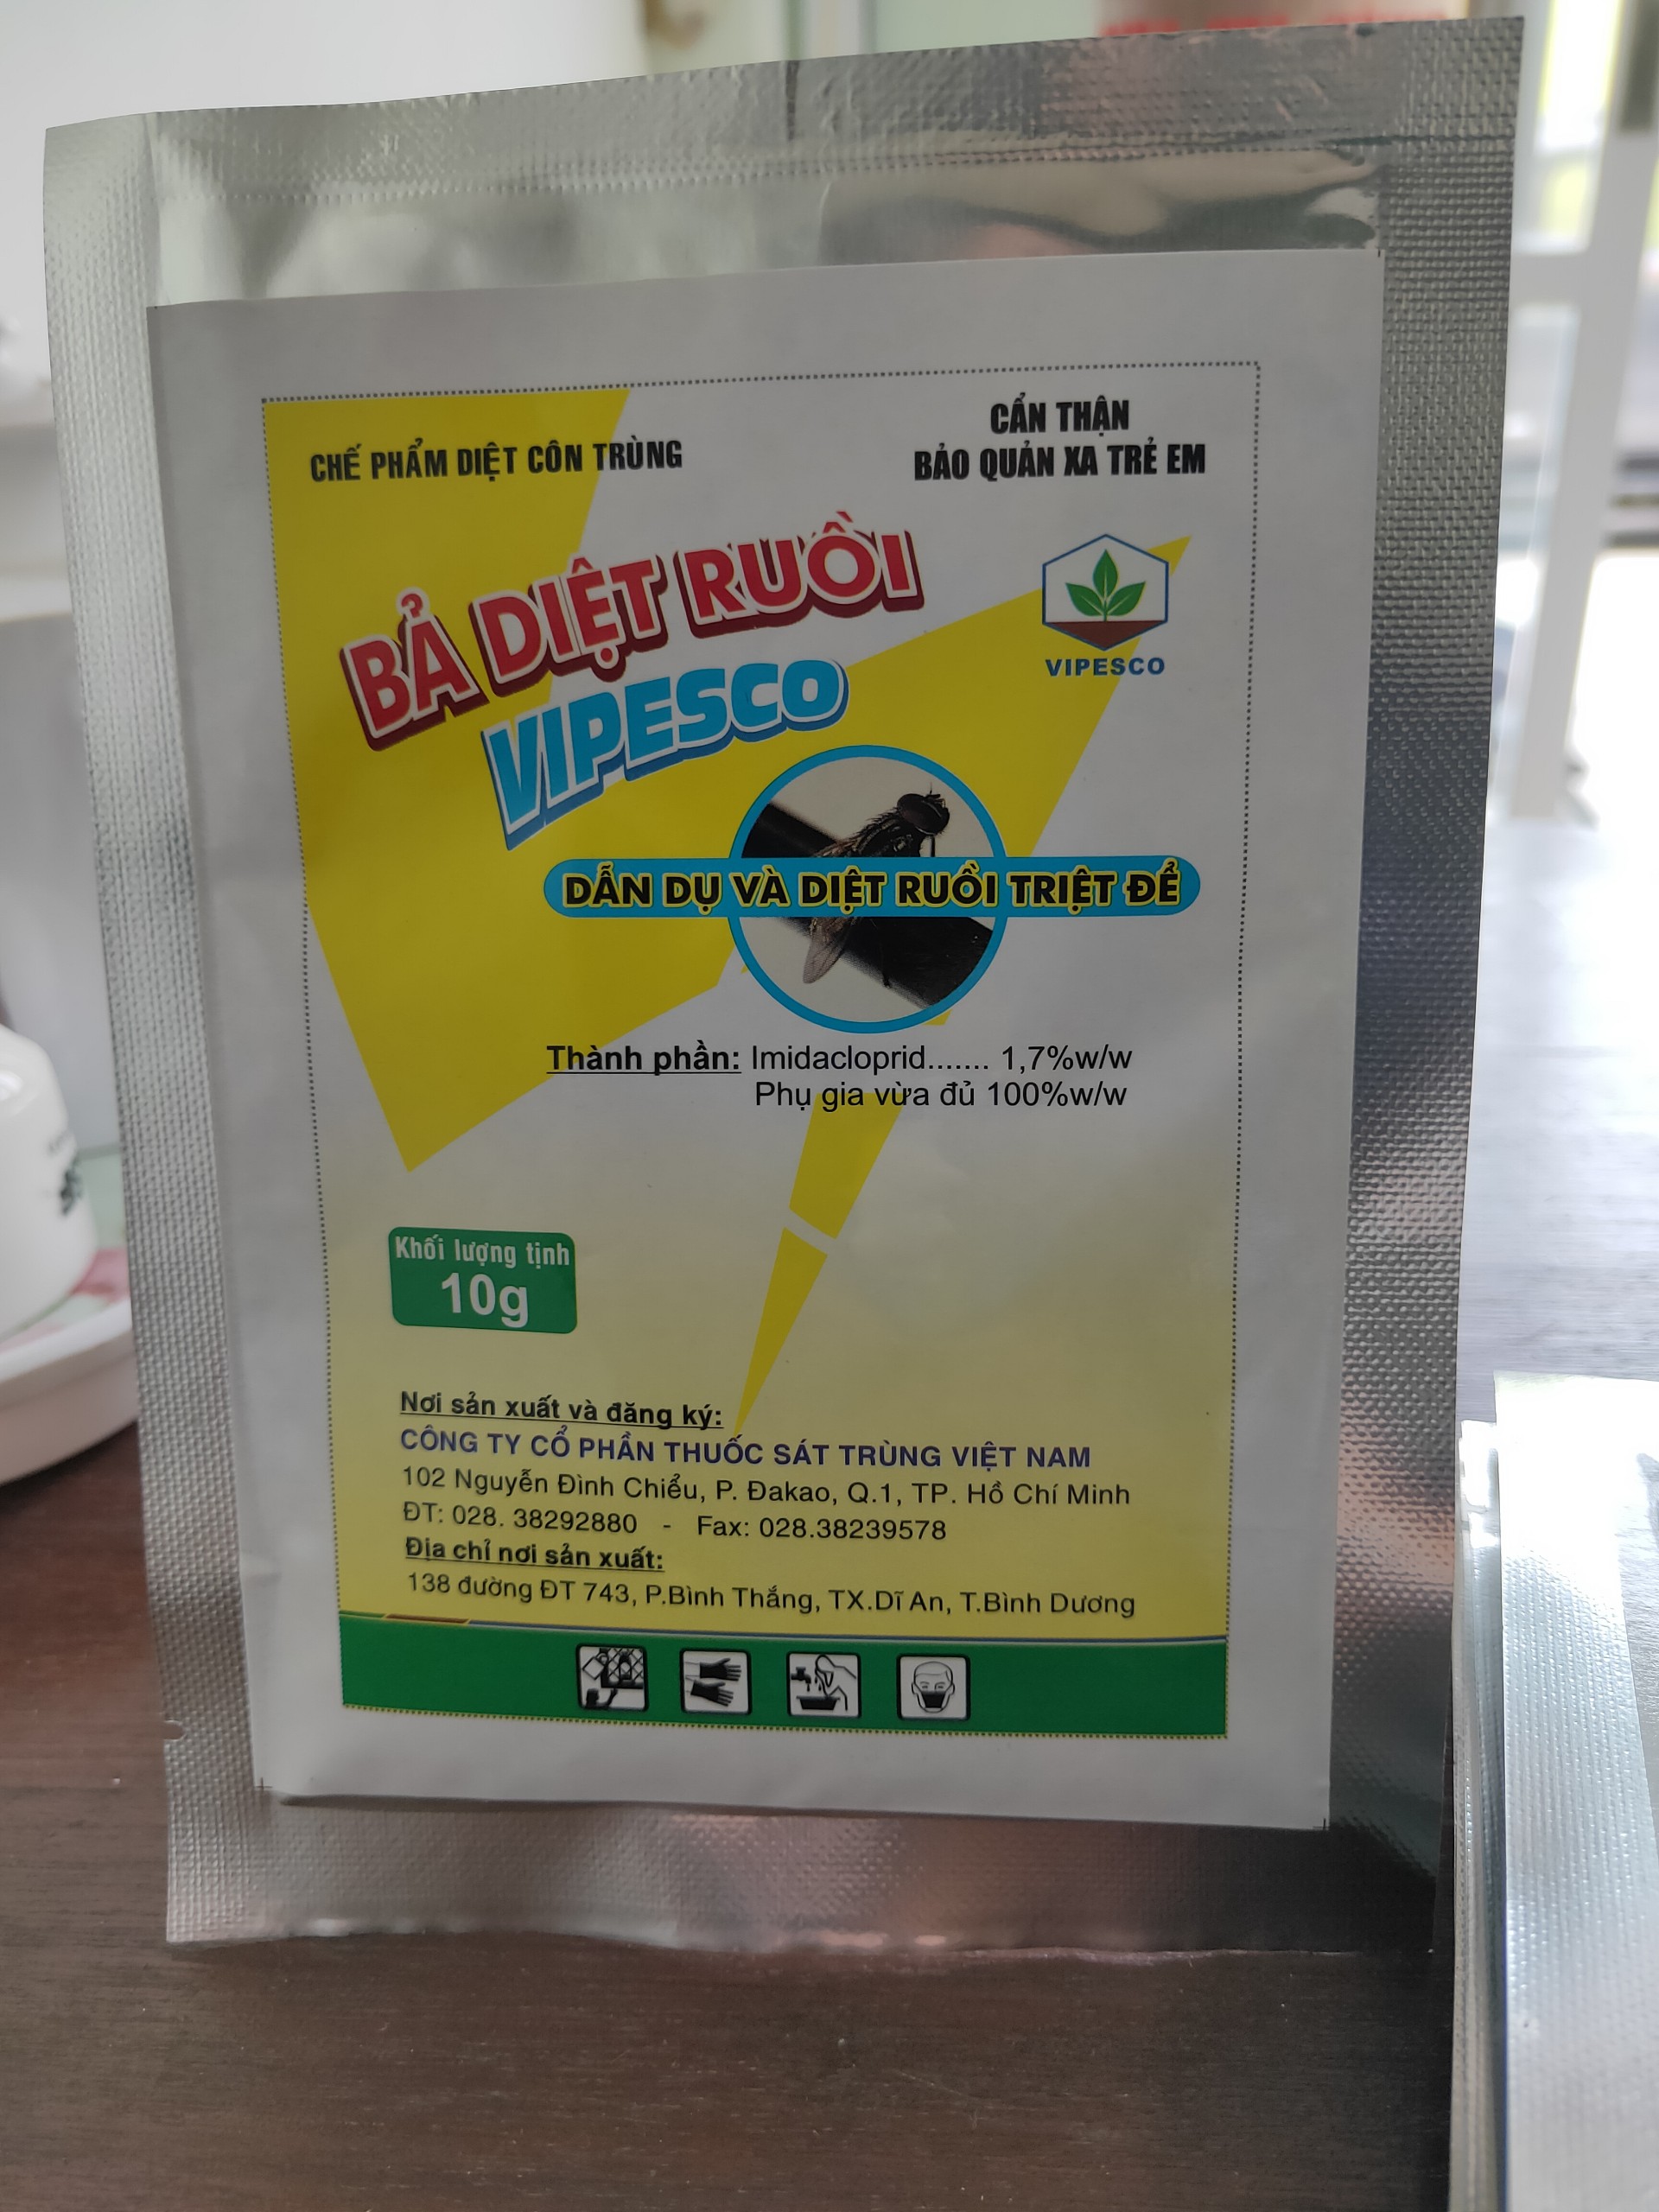 CHẾ PHẨM DIỆT CÔN TRÙNG
CẨN THẬN
BẢO QUẢN XA TRẺ EM
BẢ DIỆT RUỒI
VIPESCO
VIPESCO
DẪN DỤ VÀ DIỆT RUỒI TRIỆT ĐỂ
Thành phần: Imidacloprid....... 1,7%w/w
Phụ gia vừa đủ 100%w/w
Khối lượng tịnh
10g
Nơi sản xuất và đăng ký:
CÔNG TY CỔ PHẦN THUỐC SÁT TRÙNG VIỆT NAM
102 Nguyễn Đình Chiểu, P. Đakao, Q.1, TP. Hồ Chí Minh
ĐT: 028. 38292880 - Fax: 028.38239578
Địa chỉ nơi sản xuất:
138 đường ĐT 743, P.Bình Thắng, TX.Dĩ An, T.Bình Dương